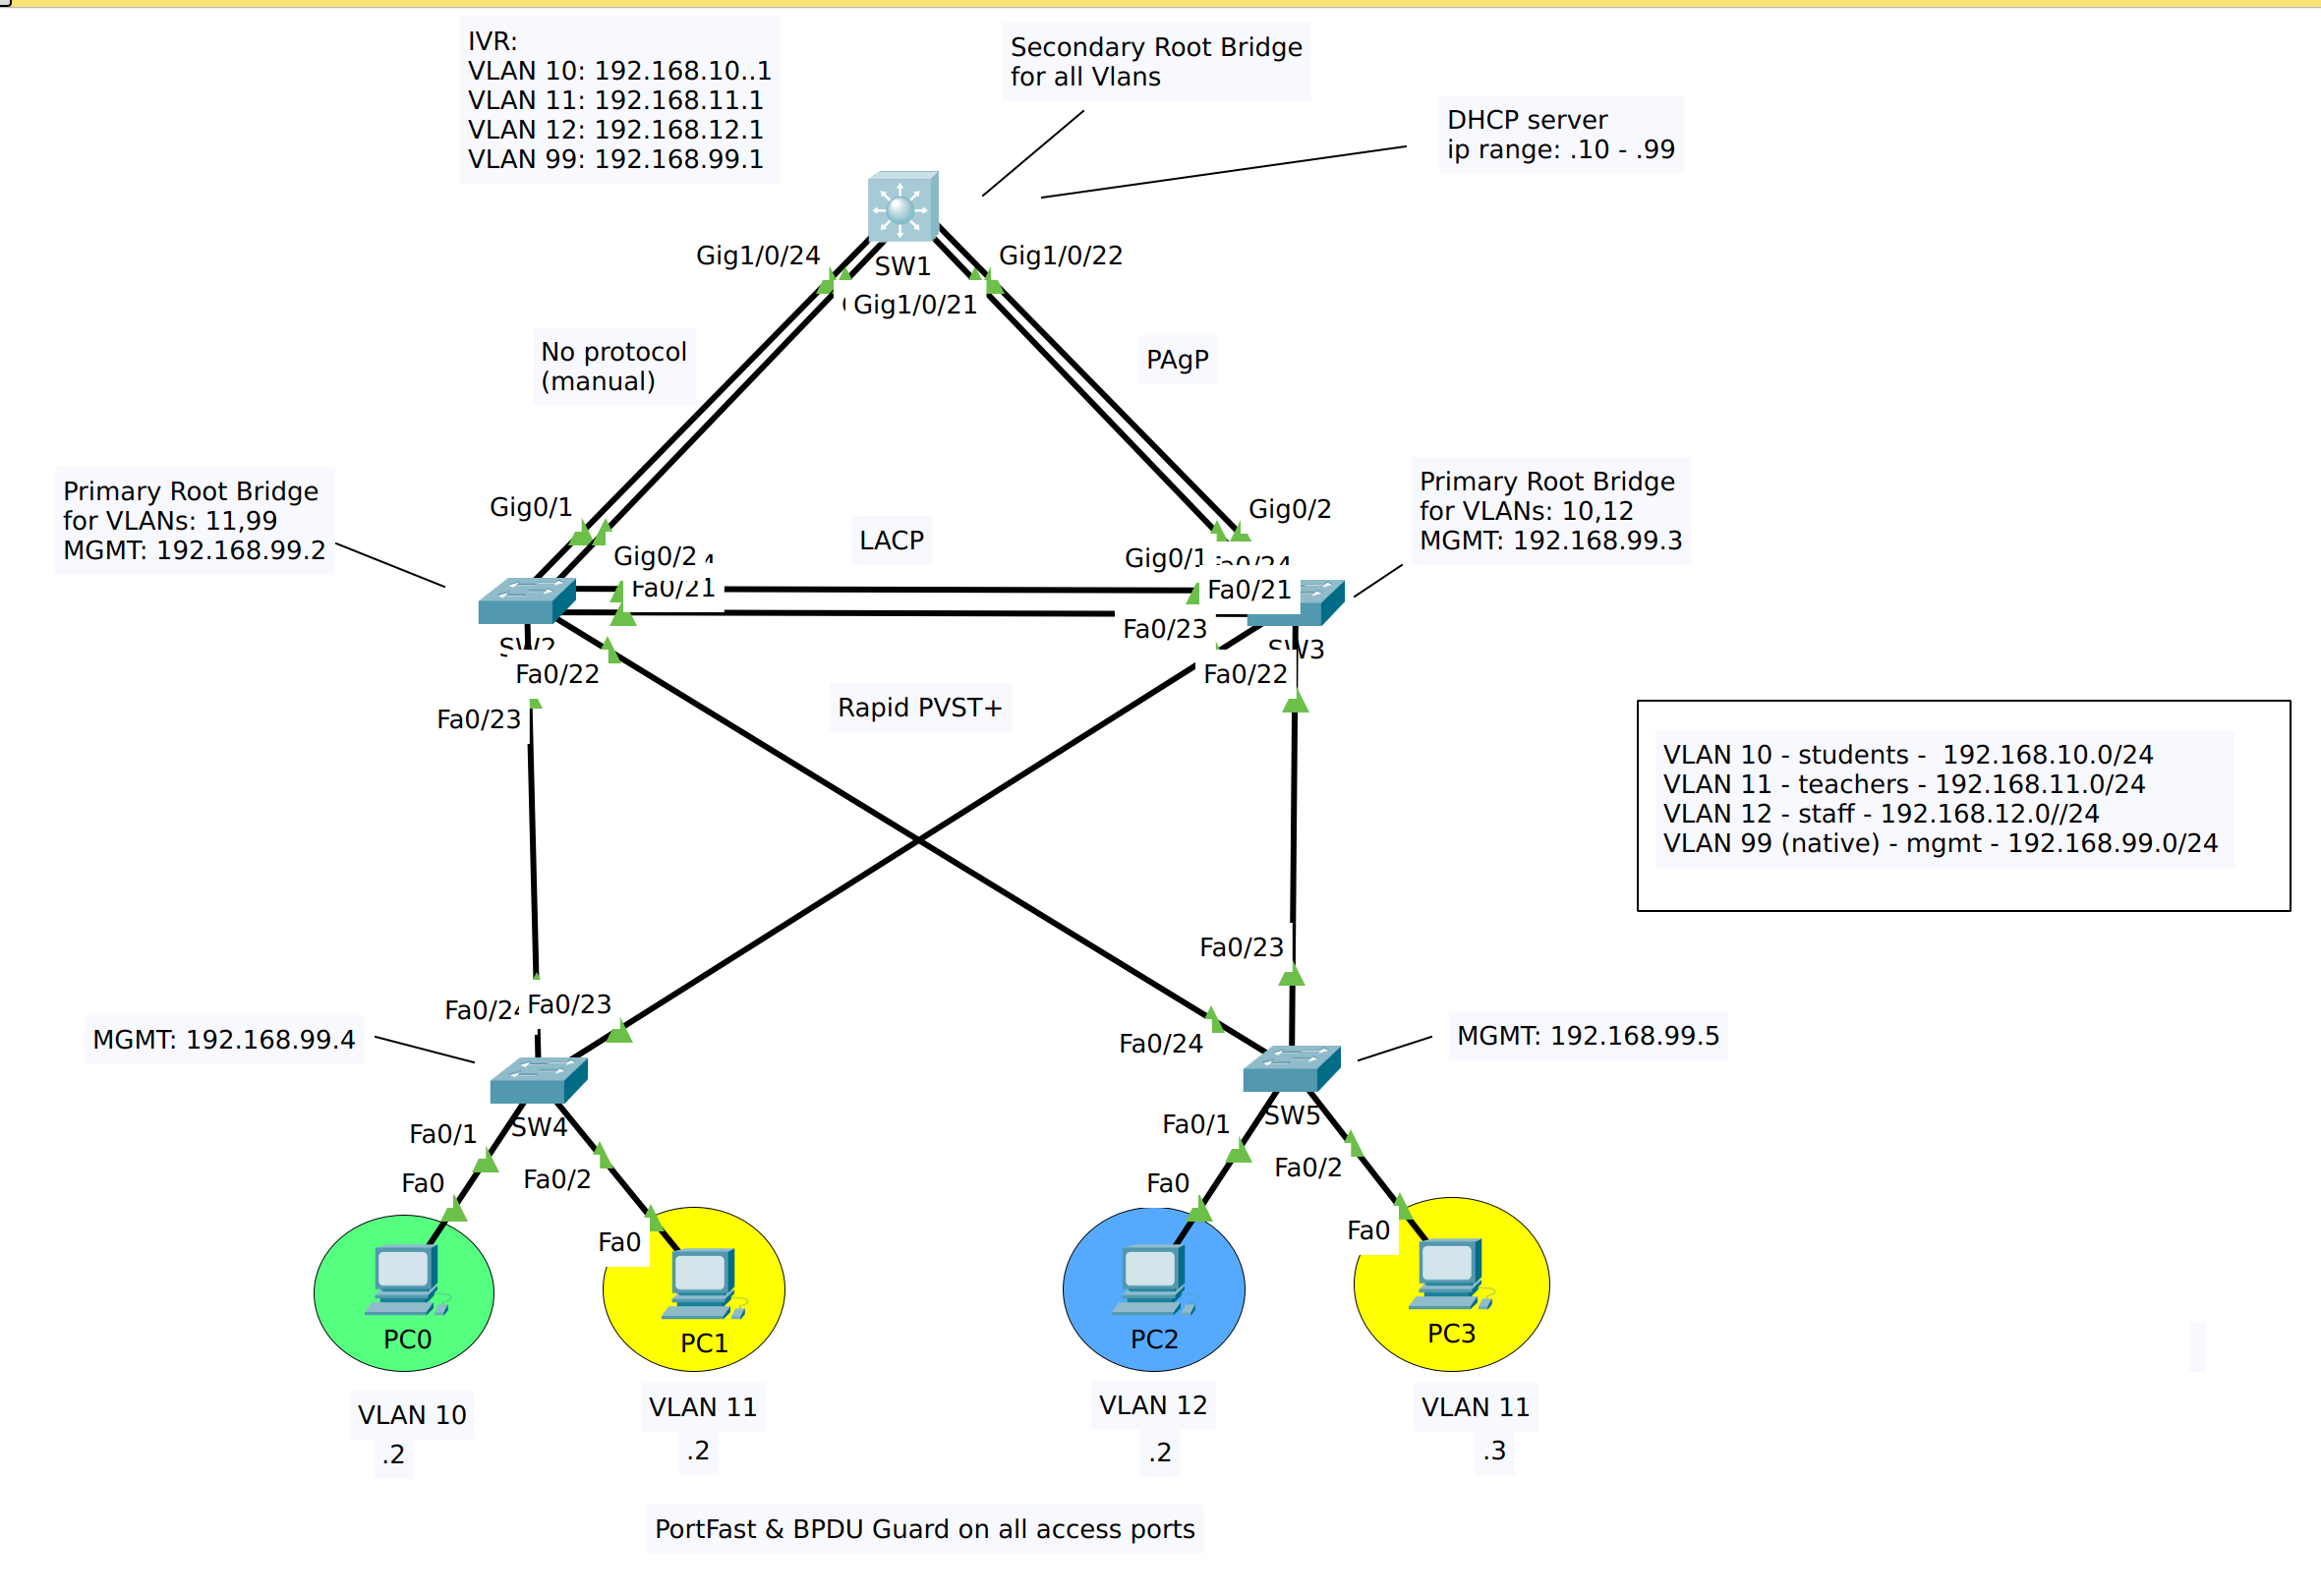 IVR:
VLAN 10: 192.168.10..1
VLAN 11: 192.168.11.1
VLAN 12: 192.168.12.1
VLAN 99: 192.168.99.1
Secondary Root Bridge
for all Vlans
DHCP server
ip range: .10 - .99
Gig1/0/24
SW1
Gig1/0/22
Gig1/0/21
No protocol
(manual)
PAgP
Primary Root Bridge
for VLANs: 11,99
MGMT: 192.168.99.2
Gig0/1
Gig0/2
Fa0/21
LACP
Gig0/2
Gig0/1
Fa0/24
Fa0/21
Primary Root Bridge
for VLANs: 10,12
MGMT: 192.168.99.3
SW2
Fa0/22
Fa0/23
Fa0/23
SW3
Fa0/22
Rapid PVST+
VLAN 10 - students -  192.168.10.0/24
VLAN 11 - teachers - 192.168.11.0/24
VLAN 12 - staff - 192.168.12.0//24
VLAN 99 (native) - mgmt - 192.168.99.0/24
Fa0/23
Fa0/24
Fa0/23
Fa0/24
MGMT: 192.168.99.4
MGMT: 192.168.99.5
SW4
SW5
Fa0/1
Fa0/2
Fa0
Fa0
Fa0/1
Fa0/2
Fa0
Fa0
PC0
PC1
PC2
PC3
VLAN 10
.2
VLAN 11
.2
VLAN 12
.2
VLAN 11
.3
PortFast & BPDU Guard on all access ports